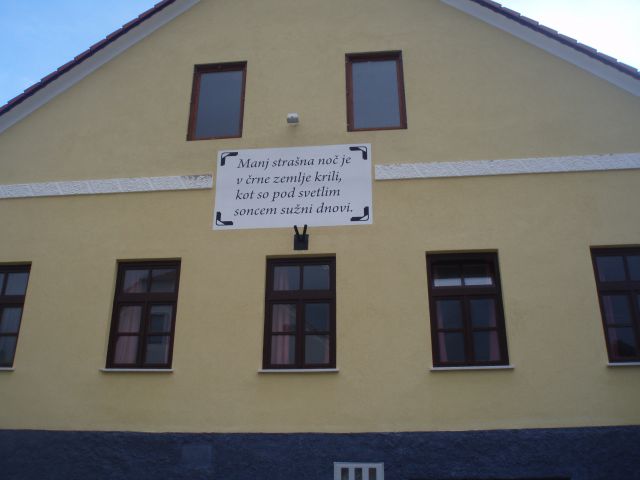 Manj strašna noč je
v črne zemlje krili,
kot so pod svetlim
soncem sužni dnovi.